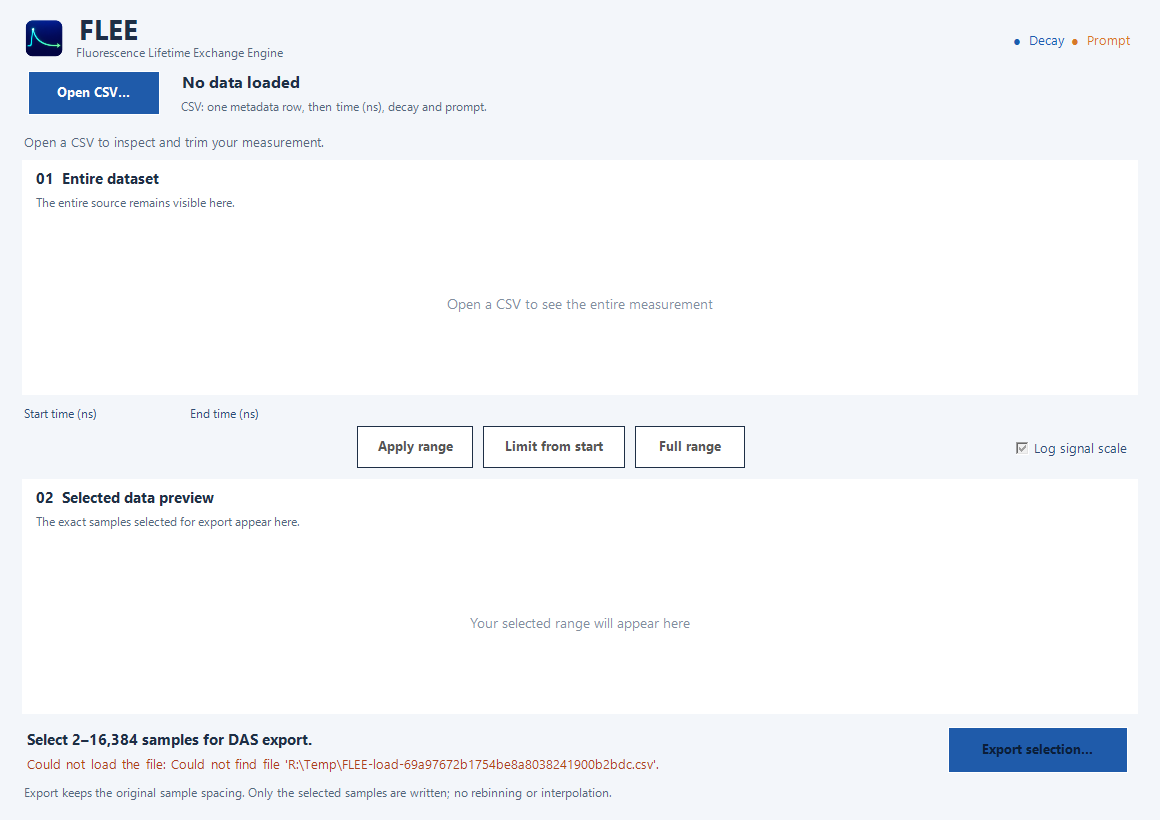 FLEE
Fluorescence Lifetime Exchange Engine
Decay
Prompt
Open CSV...
No data loaded
CSV: one metadata row, then time (ns), decay and prompt.
Open a CSV to inspect and trim your measurement.
01 Entire dataset
The entire source remains visible here.
Open a CSV to see the entire measurement
Start time (ns)
End time (ns)
Apply range
Limit from start
Full range
Log signal scale
02 Selected data preview
The exact samples selected for export appear here.
Your selected range will appear here
Select 2–16,384 samples for DAS export.
Could not load the file: Could not find file 'R:\Temp\FLEE-load-69a97672b1754be8a8038241900b2bdc.csv'.
Export selection...
Export keeps the original sample spacing. Only the selected samples are written; no rebinning or interpolation.